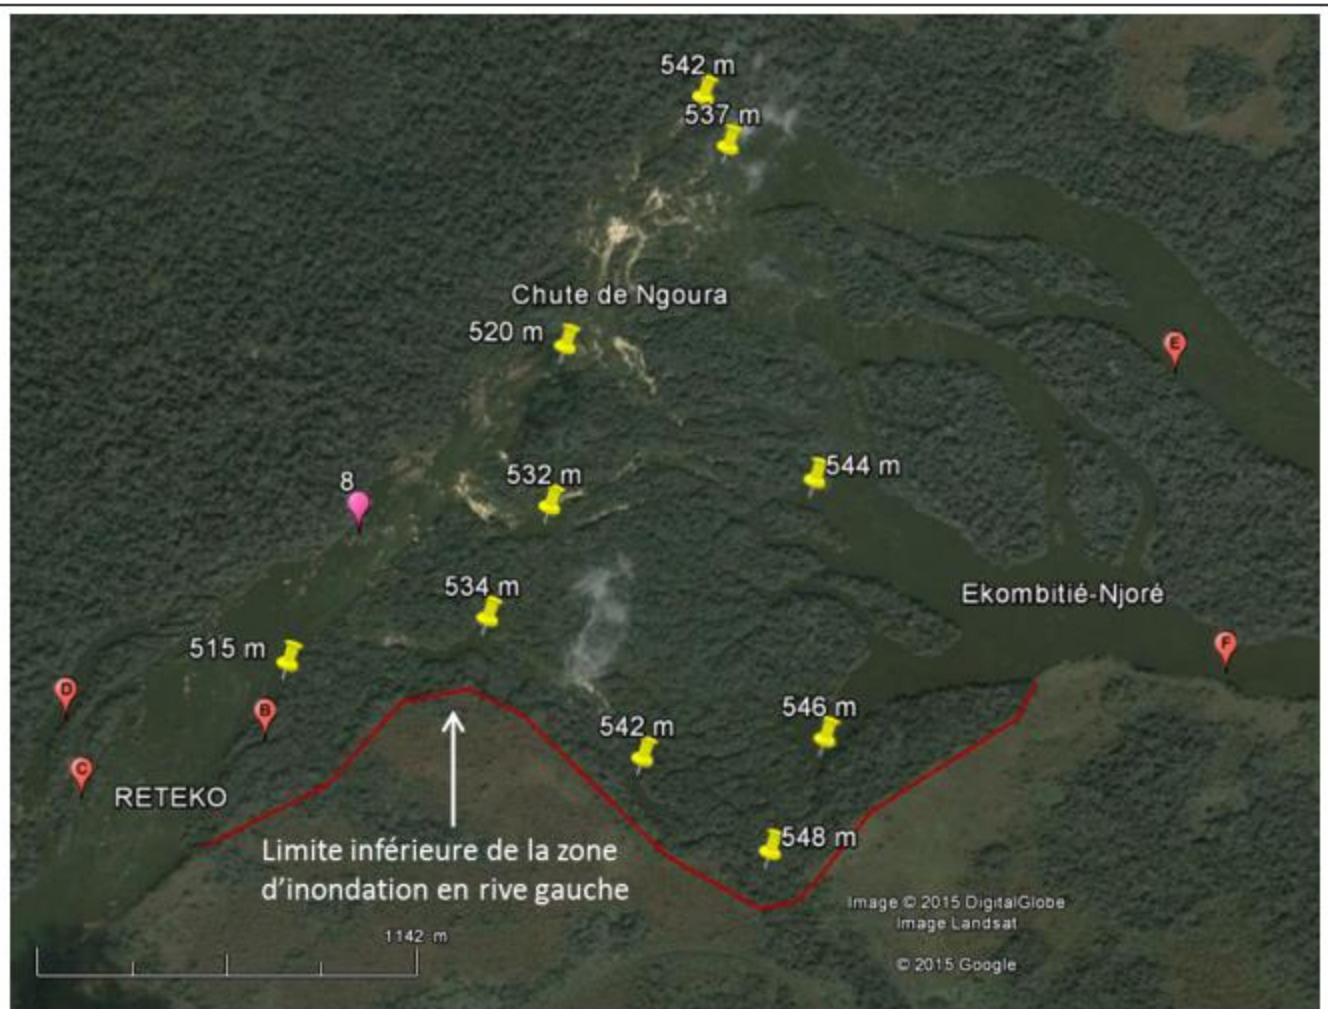 542 m
537 m
Chute de Ngoura
520 m
E
532 m
544 m
8
534 m
Ekombitié-Njoré
515 m
F
D
B
542 m
546 m
C
RETEKO
548 m
Limite inférieure de la zone
d'inondation en rive gauche
Image © 2015 DigitalGlobe
Image Landsat
1142 m
© 2015 Google